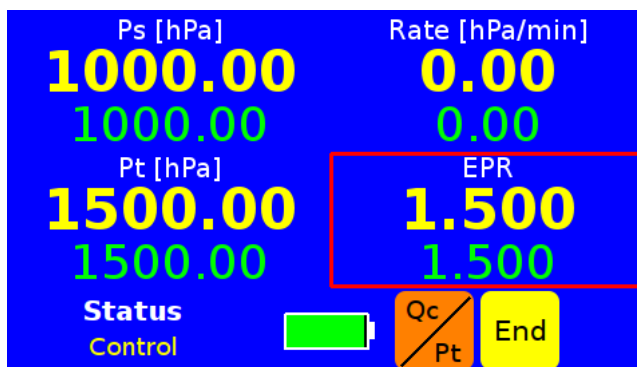 Ps [hPa] Rate [hPa/min]
1000.00 0.00
1000.00 0.00
Pt [hPa] EPR
1500.00 1.500
1500.00 1.500
Status
Control
Qc
Pt
End